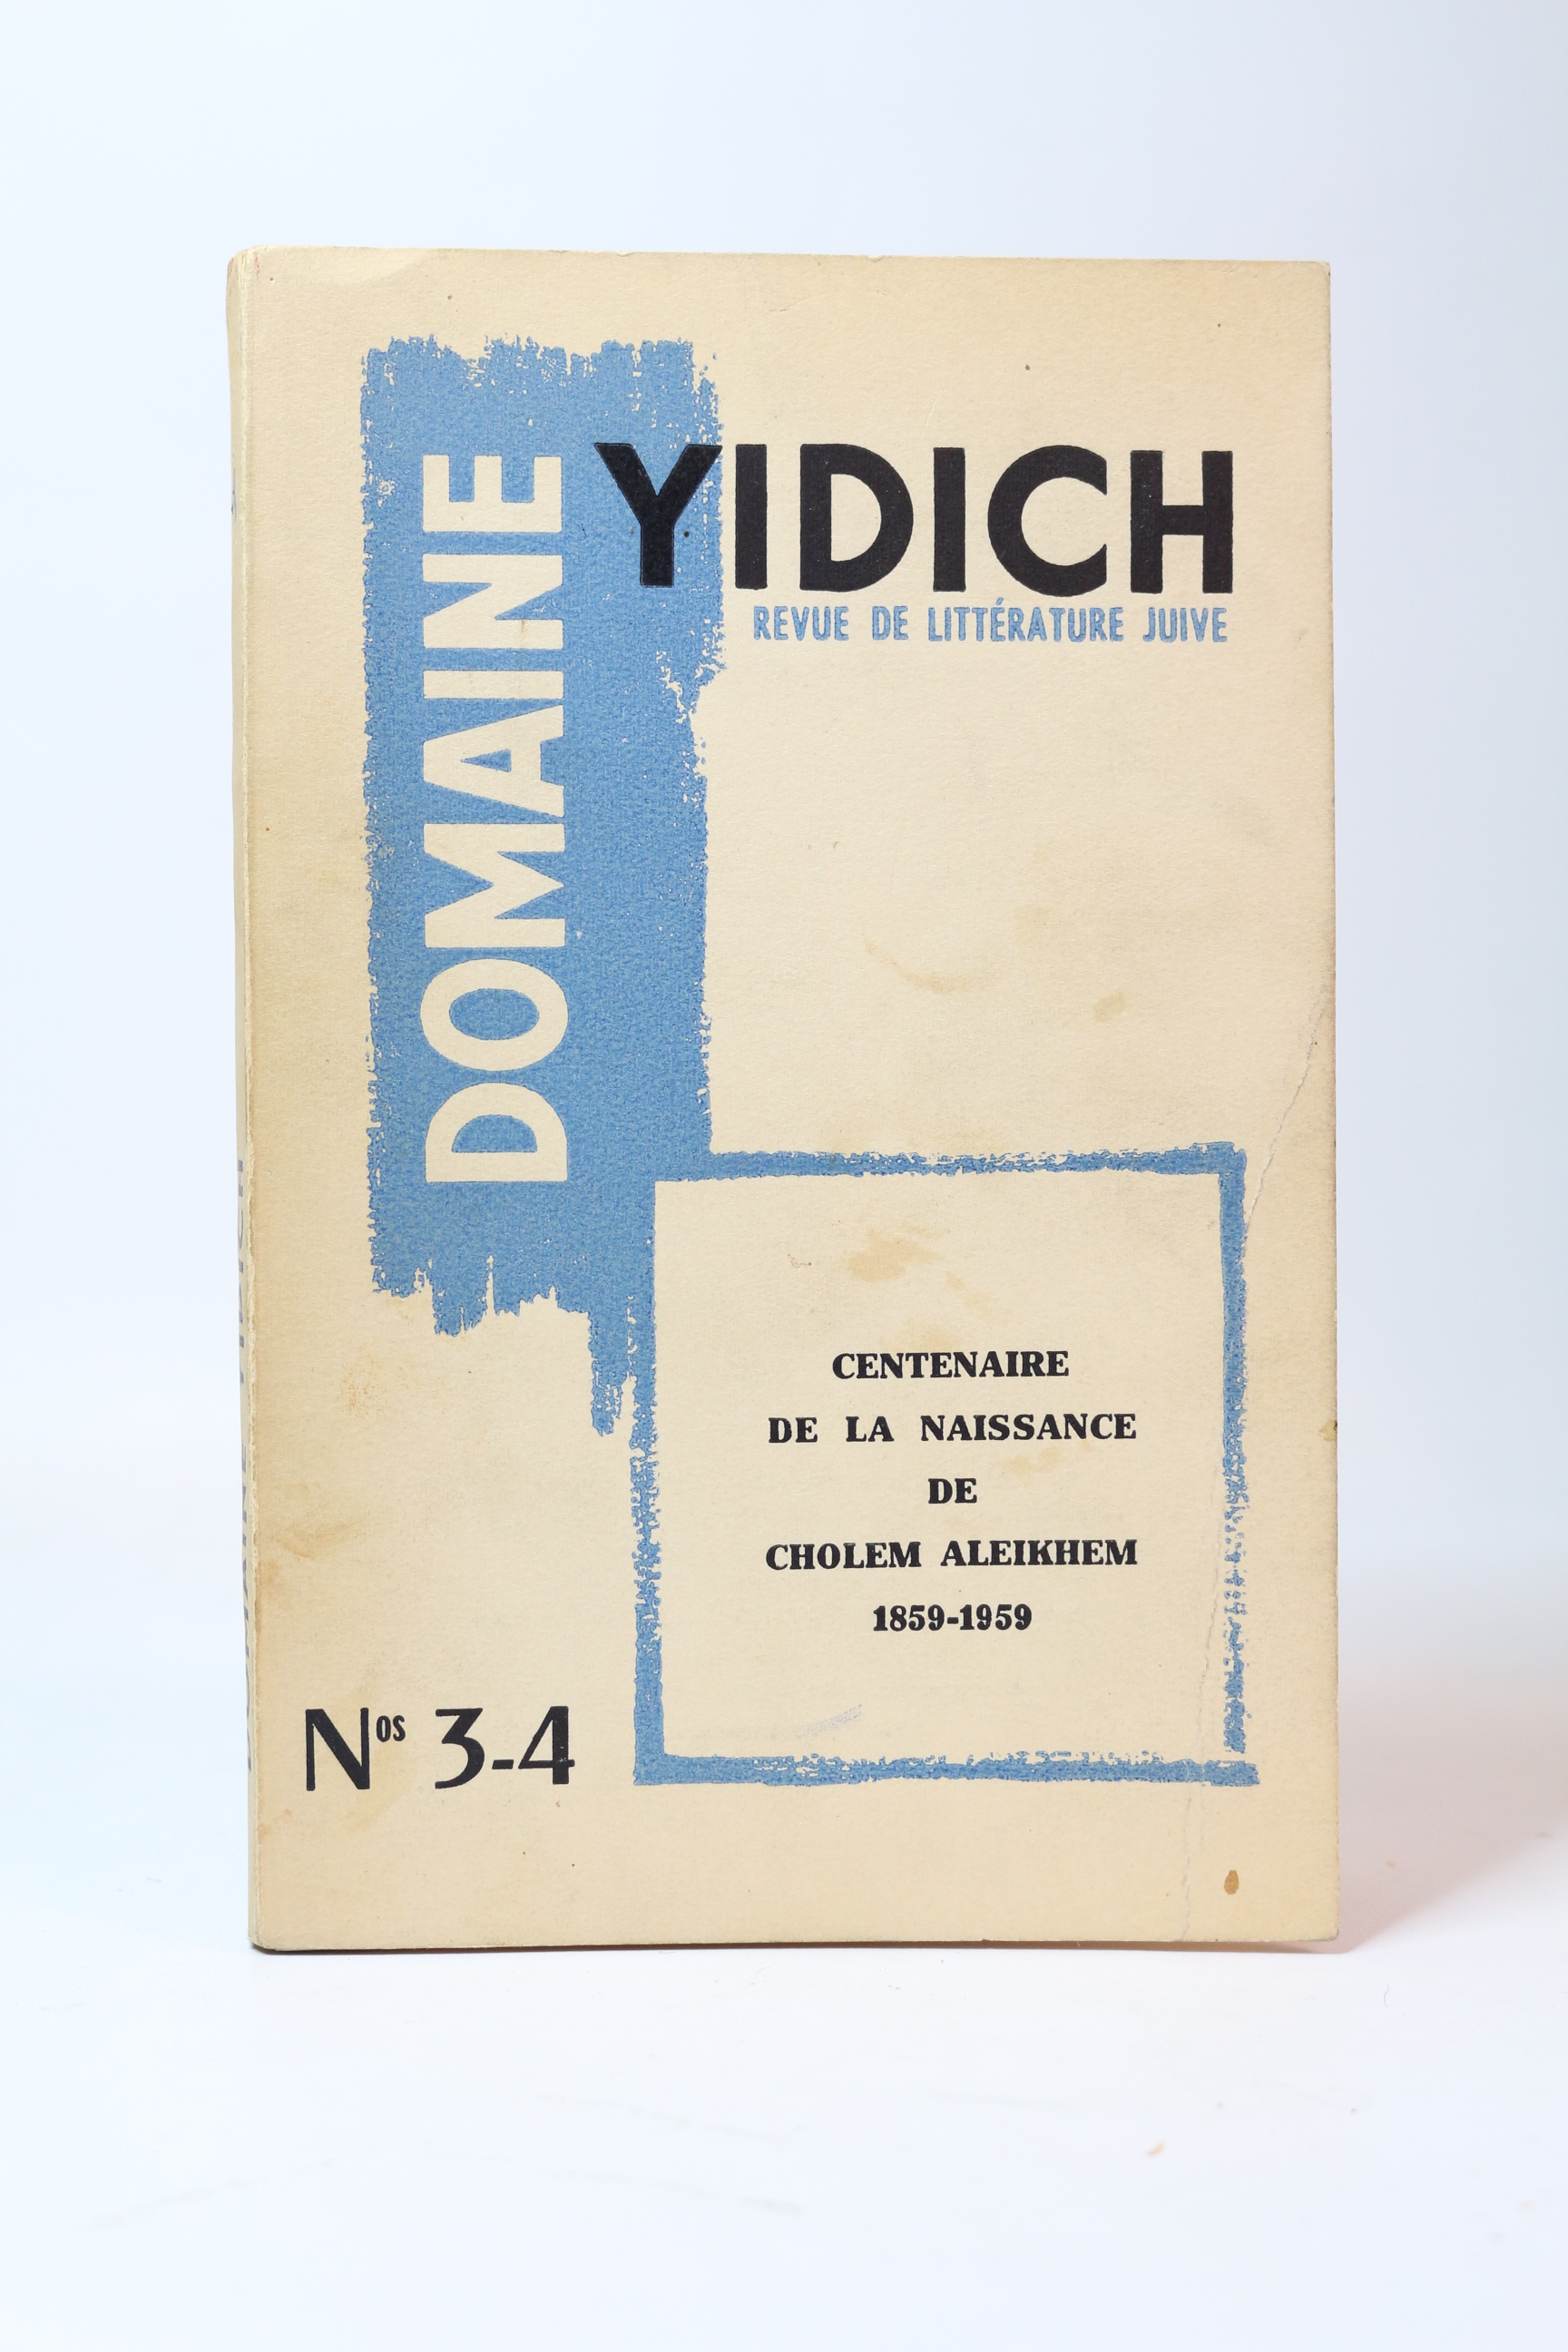 DOMAINE
YIDICH
REVUE DE LITTÉRATURE JUIVE
CENTENAIRE
DE LA NAISSANCE
DE
CHOLEM ALEIKHEM
1859-1959
Nos 3-4